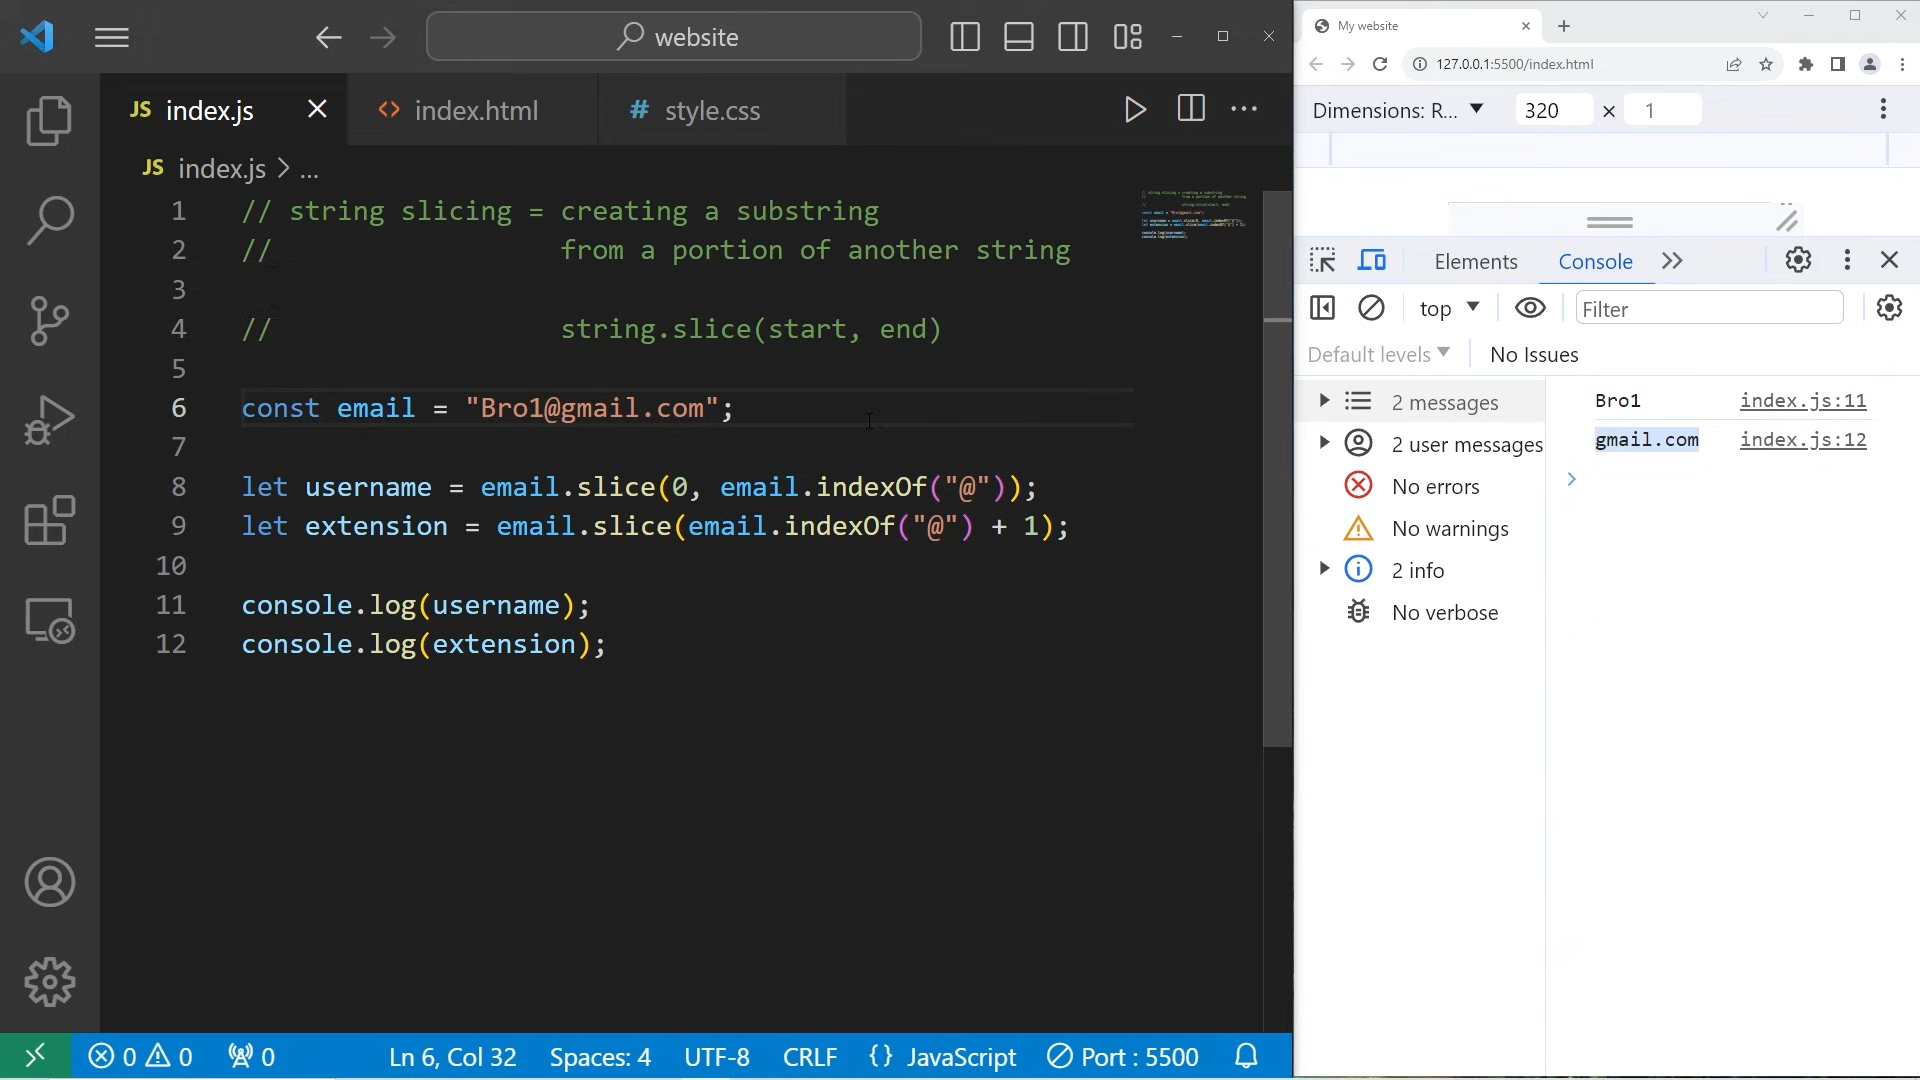 website
JS index.js
<> index.html
# style.css
JS index.js > ...
1 // string slicing = creating a substring
2 //                  from a portion of another string
3
4 //                  string.slice(start, end)
5
6 const email = "Bro1@gmail.com";
7
8 let username = email.slice(0, email.indexOf("@"));
9 let extension = email.slice(email.indexOf("@") + 1);
10
11 console.log(username);
12 console.log(extension);
0 0 0 Ln 6, Col 32 Spaces: 4 UTF-8 CRLF {} JavaScript Port : 5500
My website
127.0.0.1:5500/index.html
Dimensions: R... 320 × 1
Elements Console
top Filter
Default levels No Issues
2 messages
2 user messages
No errors
No warnings
2 info
No verbose
Bro1 index.js:11
gmail.com index.js:12